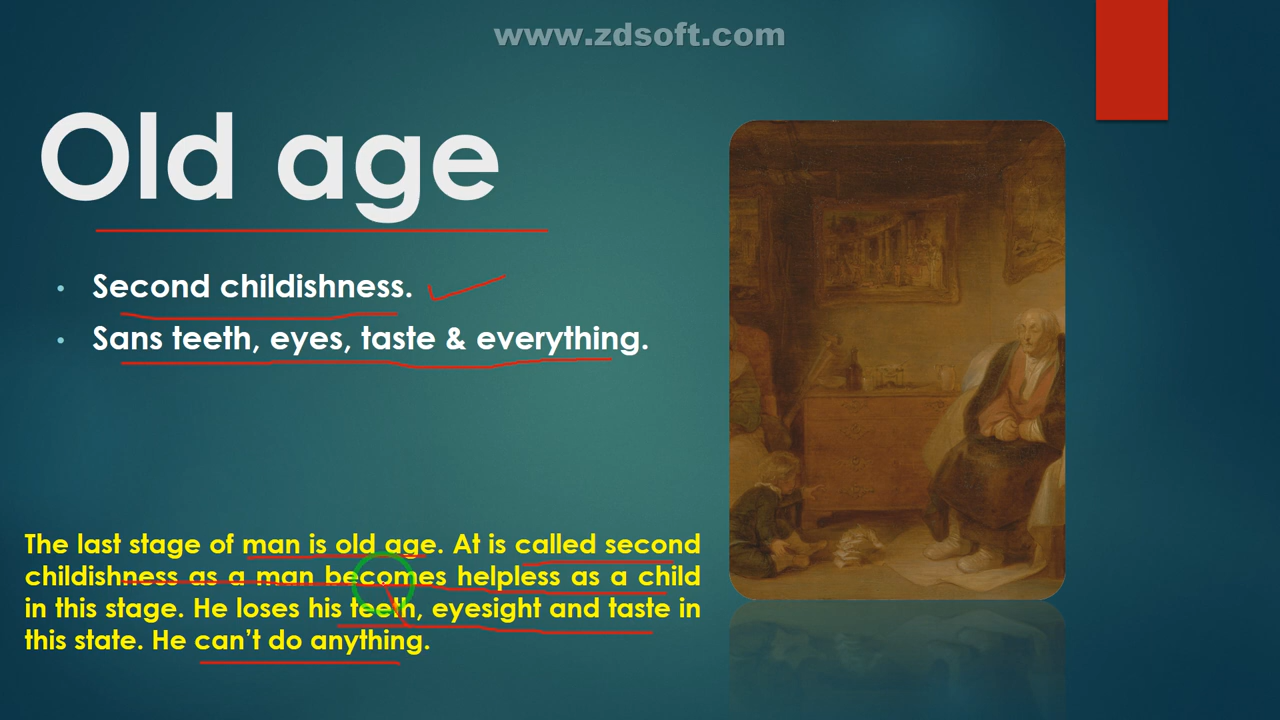 www.zdsoft.com
Old age
• Second childishness.
• Sans teeth, eyes, taste & everything.
The last stage of man is old age. At is called second
childishness as a man becomes helpless as a child
in this stage. He loses his teeth, eyesight and taste in
this state. He can’t do anything.